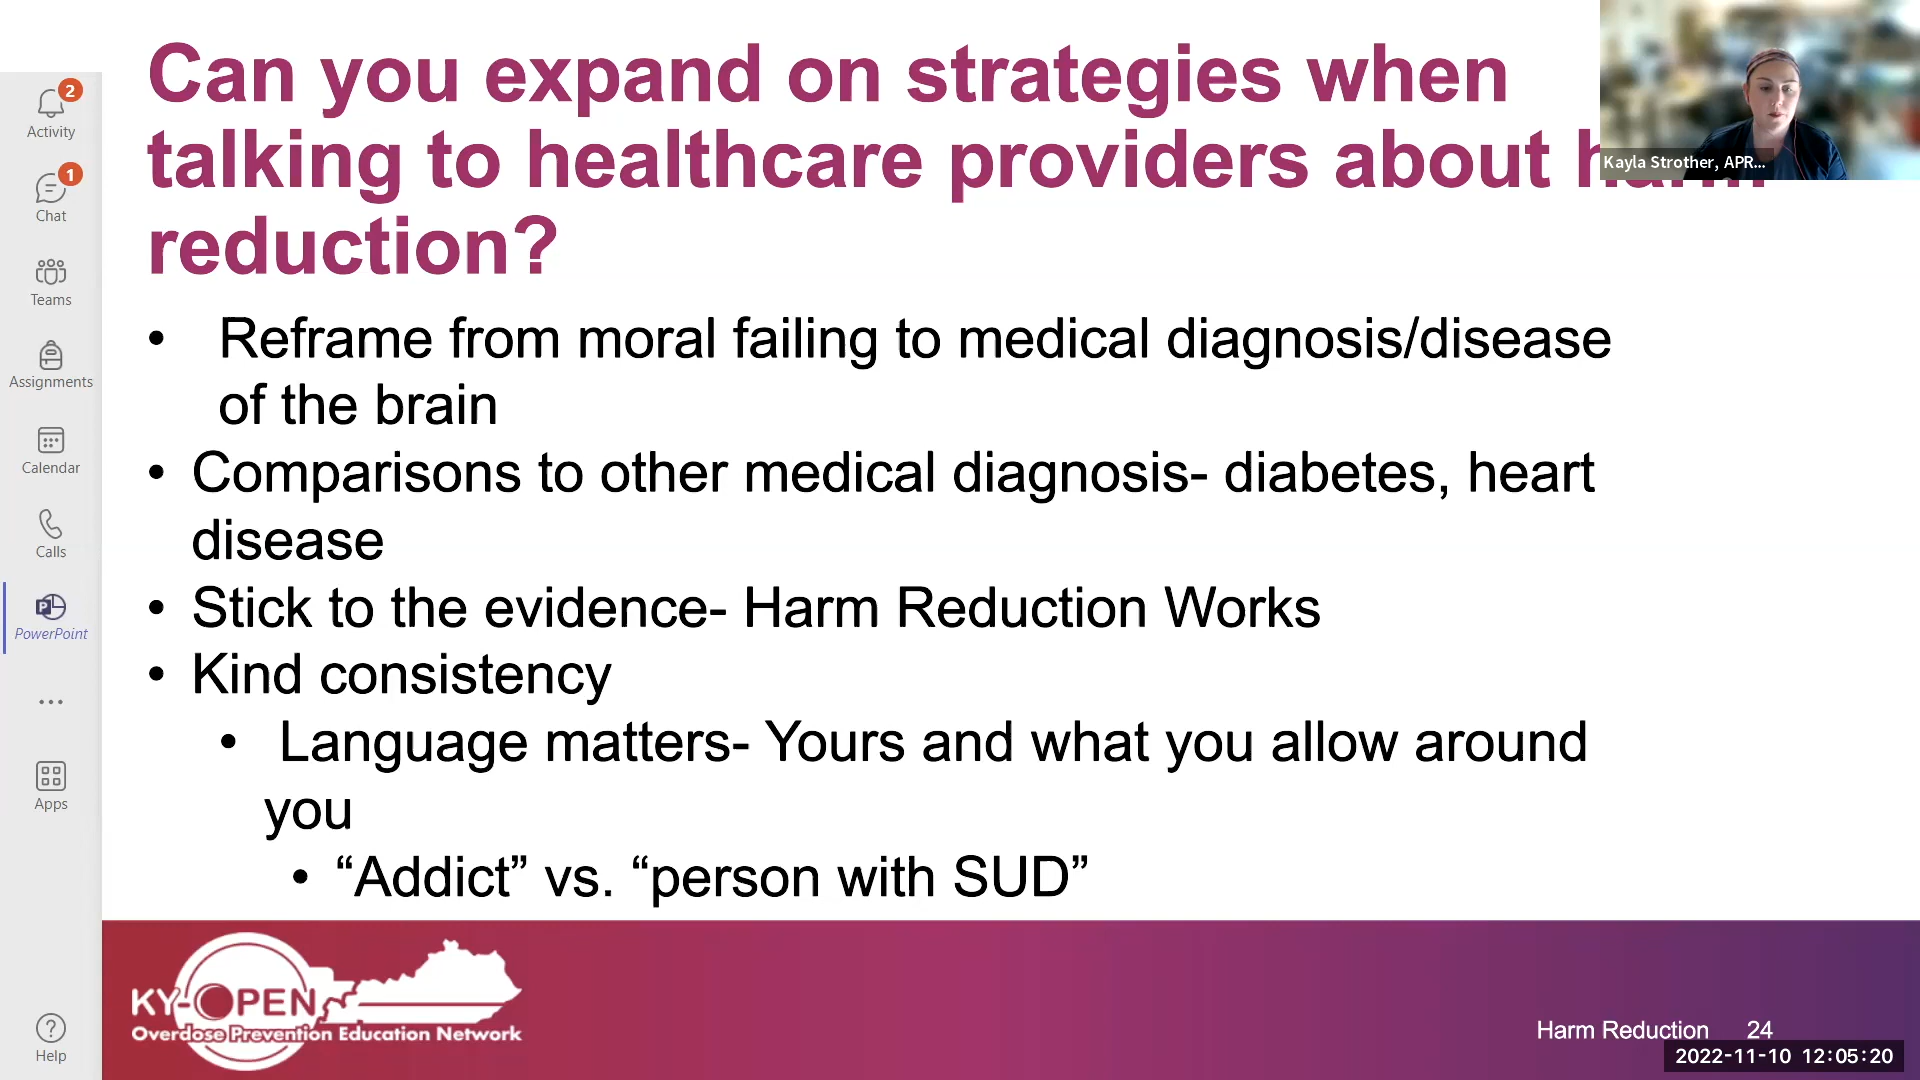 Can you expand on strategies when
talking to healthcare providers about harm
reduction?
• Reframe from moral failing to medical diagnosis/disease
of the brain
• Comparisons to other medical diagnosis- diabetes, heart
disease
• Stick to the evidence- Harm Reduction Works
• Kind consistency
• Language matters- Yours and what you allow around
you
• “Addict” vs. “person with SUD”
KY-OPEN
Overdose Prevention Education Network
Harm Reduction 24
2022-11-10 12:05:20
Kayla Strother, APR...
2
Activity
1
Chat
Teams
Assignments
Calendar
Calls
P
PowerPoint
...
Apps
?
Help